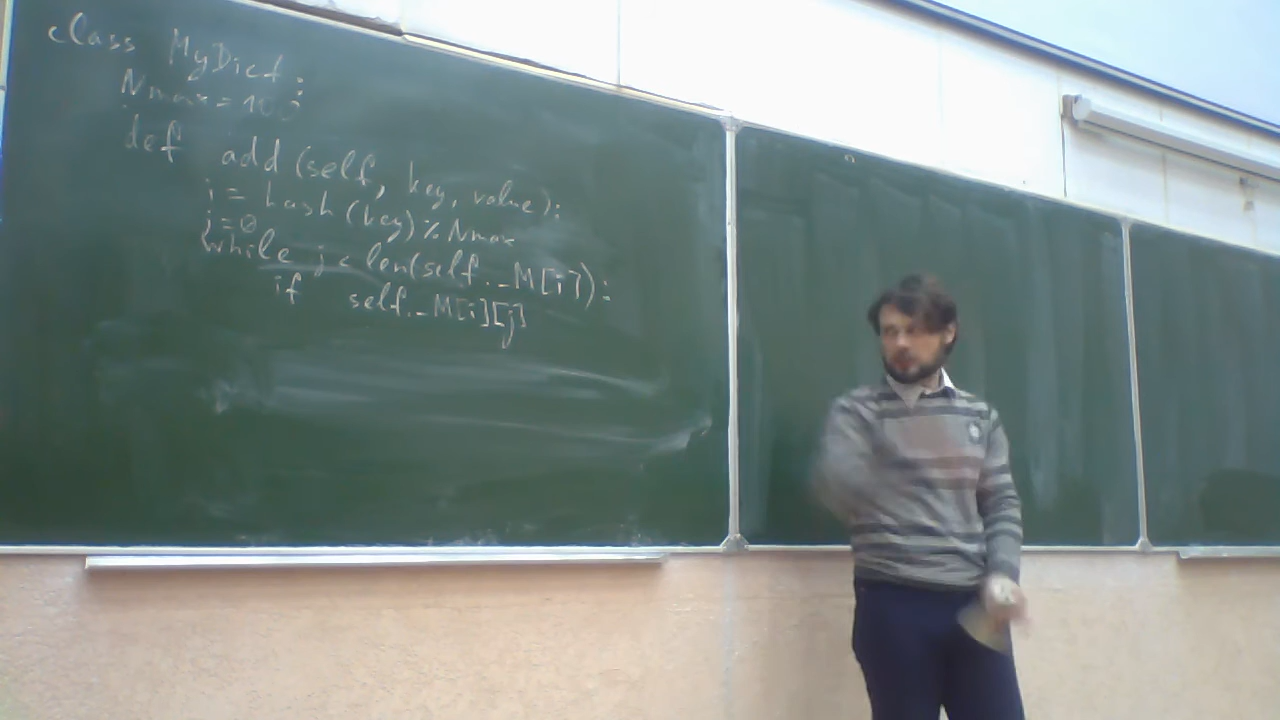 class MyDict:
Nmax = 100
def add (self, key, value):
i = hash (key) % Nmax
j = 0
while j < len(self._M[i]):
if self._M[i][j]